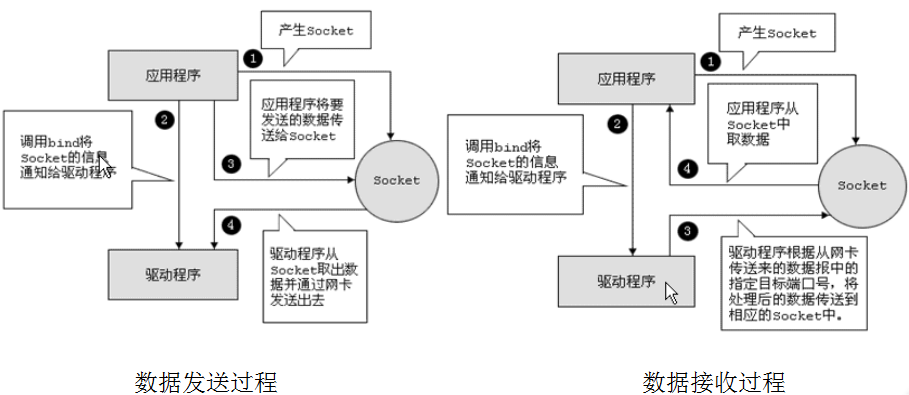 产生Socket
1
应用程序
2
调用bind将
Socket的信息
通知给驱动程序
应用程序将要
发送的数据传
送给Socket
3
Socket
4
驱动程序
驱动程序从
Socket取出数
据并通过网卡
发送出去
数据发送过程
产生Socket
1
应用程序
2
调用bind将
Socket的信息
通知给驱动程序
应用程序从
Socket中
取数据
4
Socket
3
驱动程序
驱动程序根据从网卡
传送来的数据报中的
指定目标端口号，将
处理后的数据传送到
相应的Socket中。
数据接收过程